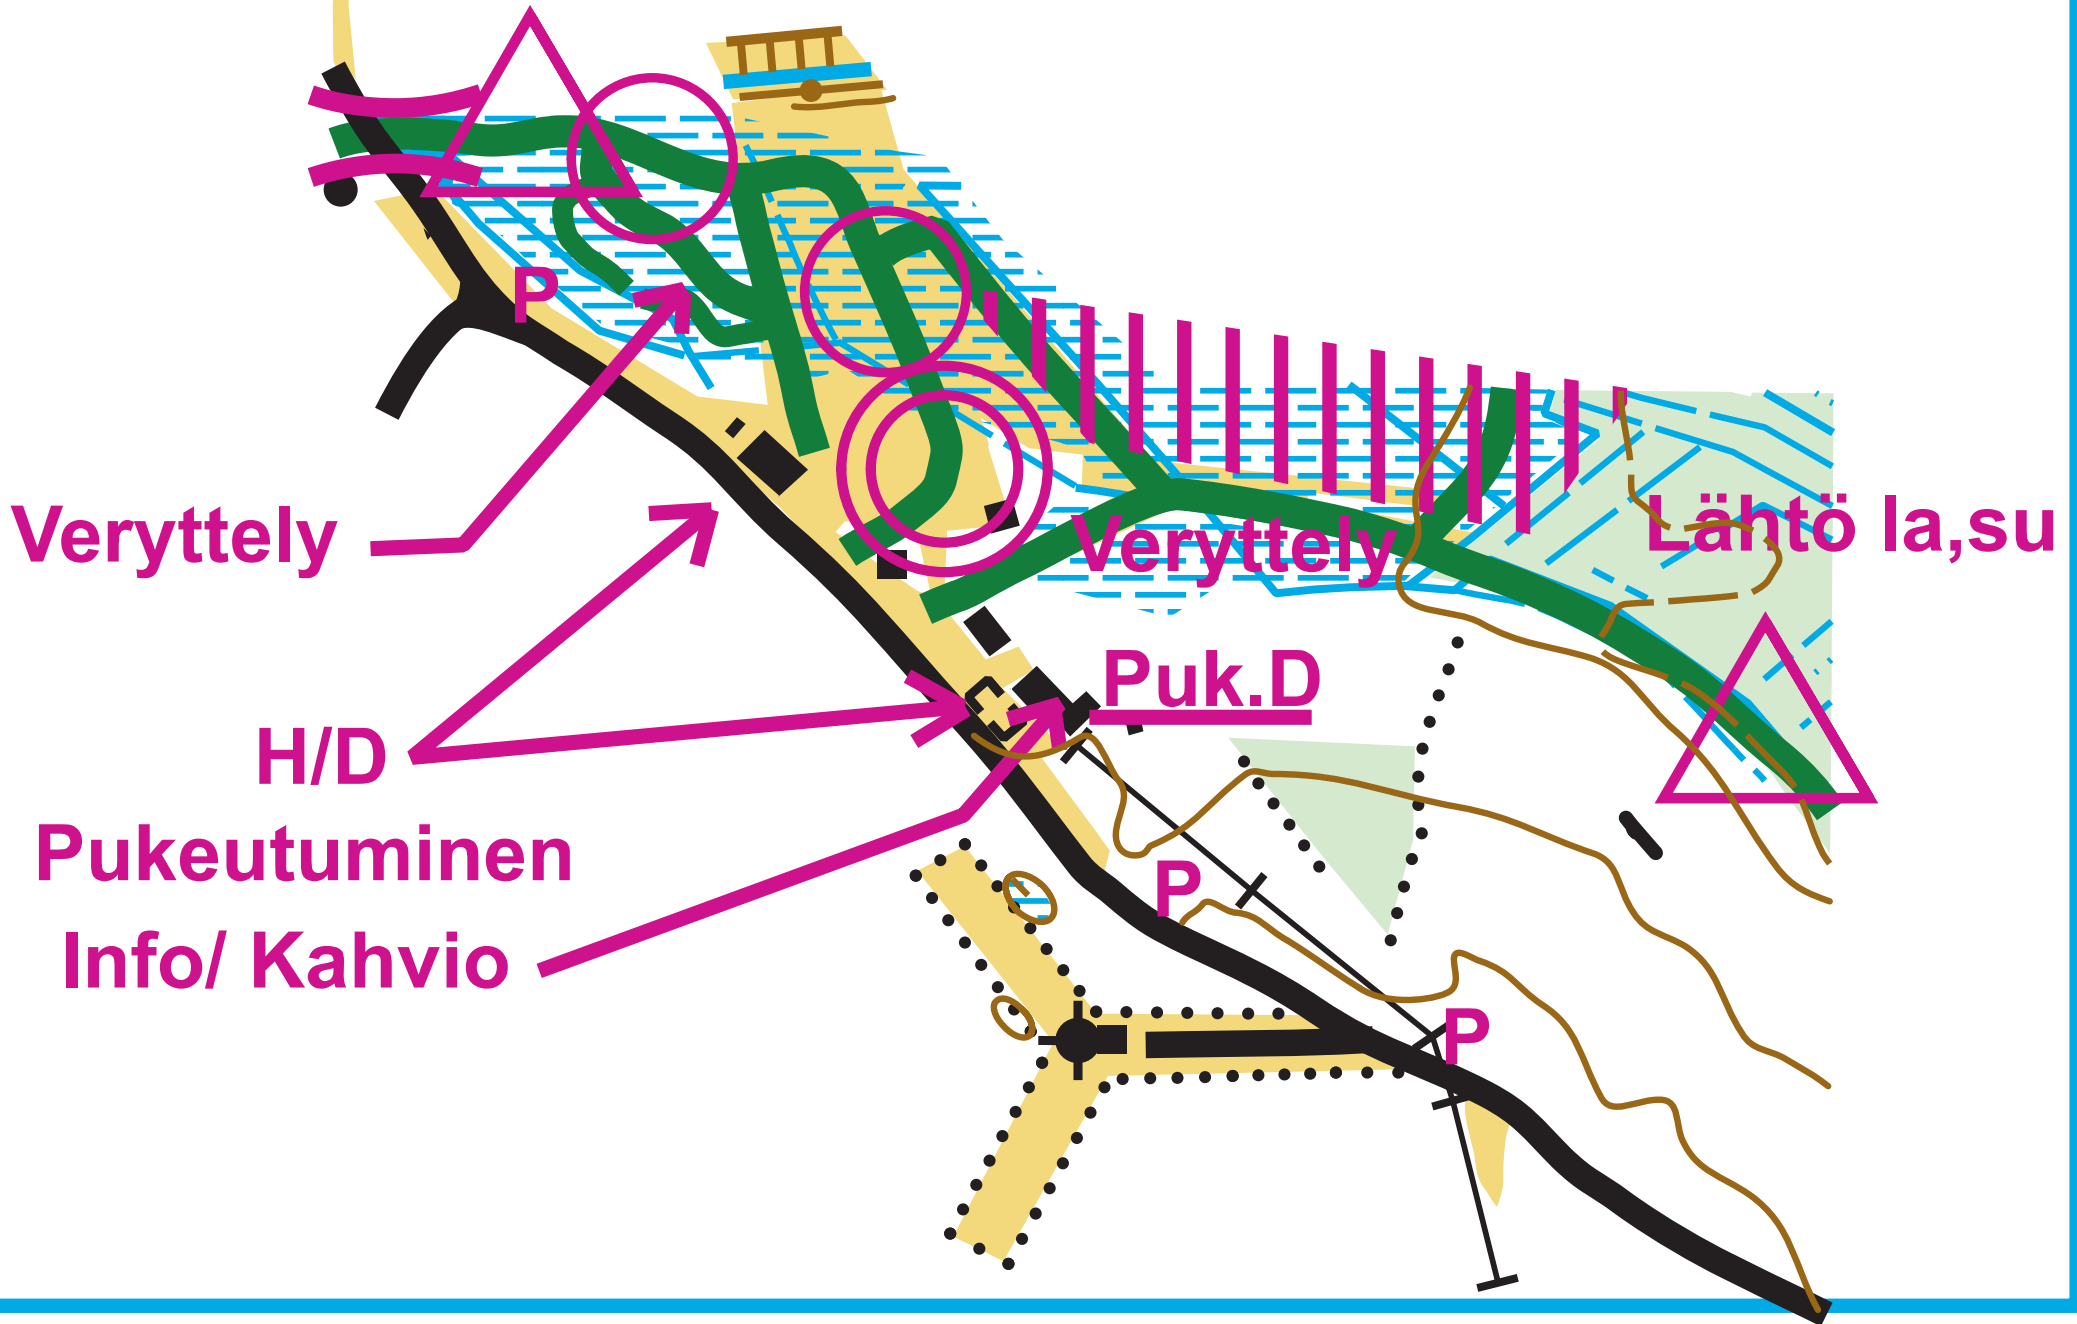 P
Veryttely
Veryttely
Lähtö la,su
Puk.D
H/D
Pukeutuminen
P
Info/ Kahvio
P